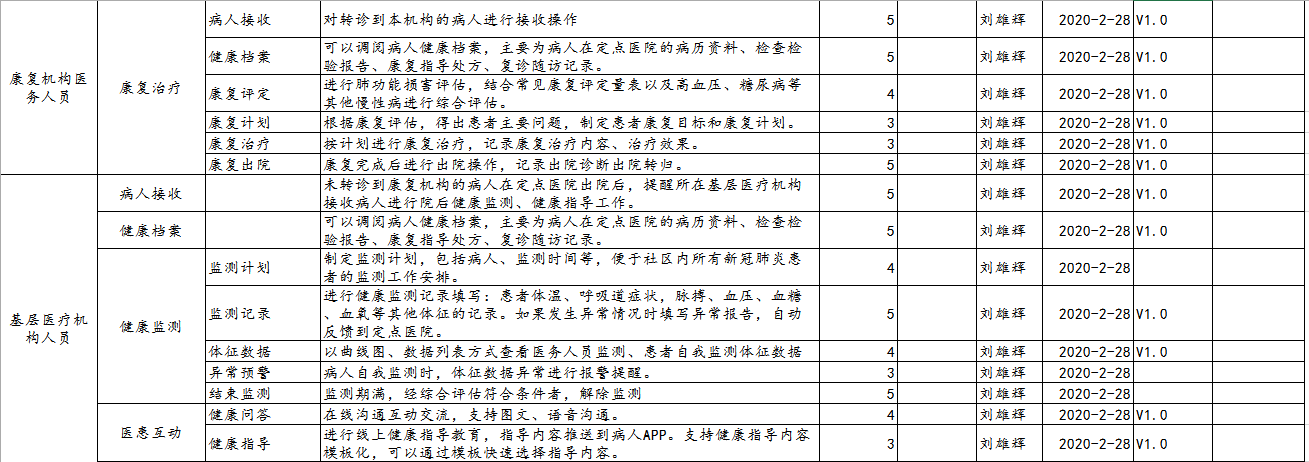 病人接收 对转诊到本机构的病人进行接收操作 5 刘雄辉 2020-2-28 V1.0
健康档案 可以调阅病人健康档案，主要为病人在定点医院的病历资料、检查检
验报告、康复指导处方、复诊随访记录。 5 刘雄辉 2020-2-28 V1.0
康复机构医
务人员
康复治疗
康复评定 进行肺功能损害评估，结合常见康复评定量表以及高血压、糖尿病等
其他慢性病进行综合评估。 4 刘雄辉 2020-2-28 V1.0
康复计划 根据康复评估，得出患者主要问题，制定患者康复目标和康复计划。 3 刘雄辉 2020-2-28 V1.0
康复治疗 按计划进行康复治疗，记录康复治疗内容、治疗效果。 3 刘雄辉 2020-2-28 V1.0
康复出院 康复完成后进行出院操作，记录出院诊断出院转归。 5 刘雄辉 2020-2-28 V1.0
病人接收 未转诊到康复机构的病人在定点医院出院后，提醒所在基层医疗机构
接收病人进行院后健康监测、健康指导工作。 5 刘雄辉 2020-2-28 V1.0
健康档案 可以调阅病人健康档案，主要为病人在定点医院的病历资料、检查检
验报告、康复指导处方、复诊随访记录。 5 刘雄辉 2020-2-28 V1.0
监测计划 制定监测计划，包括病人、监测时间等，便于社区内所有新冠肺炎患
者的监测工作安排。 4 刘雄辉 2020-2-28
基层医疗机
构人员
健康监测
监测记录 进行健康监测记录填写：患者体温、呼吸道症状，脉搏、血压、血糖
、血氧等其他体征的记录。如果发生异常情况时填写异常报告，自动
反馈到定点医院。 5 刘雄辉 2020-2-28 V1.0
体征数据 以曲线图、数据列表方式查看医务人员监测、患者自我监测体征数据 4 刘雄辉 2020-2-28 V1.0
异常预警 病人自我监测时，体征数据异常进行报警提醒。 3 刘雄辉 2020-2-28
结束监测 监测期满，经综合评估符合条件者，解除监测 5 刘雄辉 2020-2-28
医患互动
健康问答 在线沟通互动交流，支持图文、语音沟通。 4 刘雄辉 2020-2-28 V1.0
健康指导 进行线上健康指导教育，指导内容推送到病人APP。支持健康指导内容
模板化，可以通过模板快速选择指导内容。 3 刘雄辉 2020-2-28 V1.0